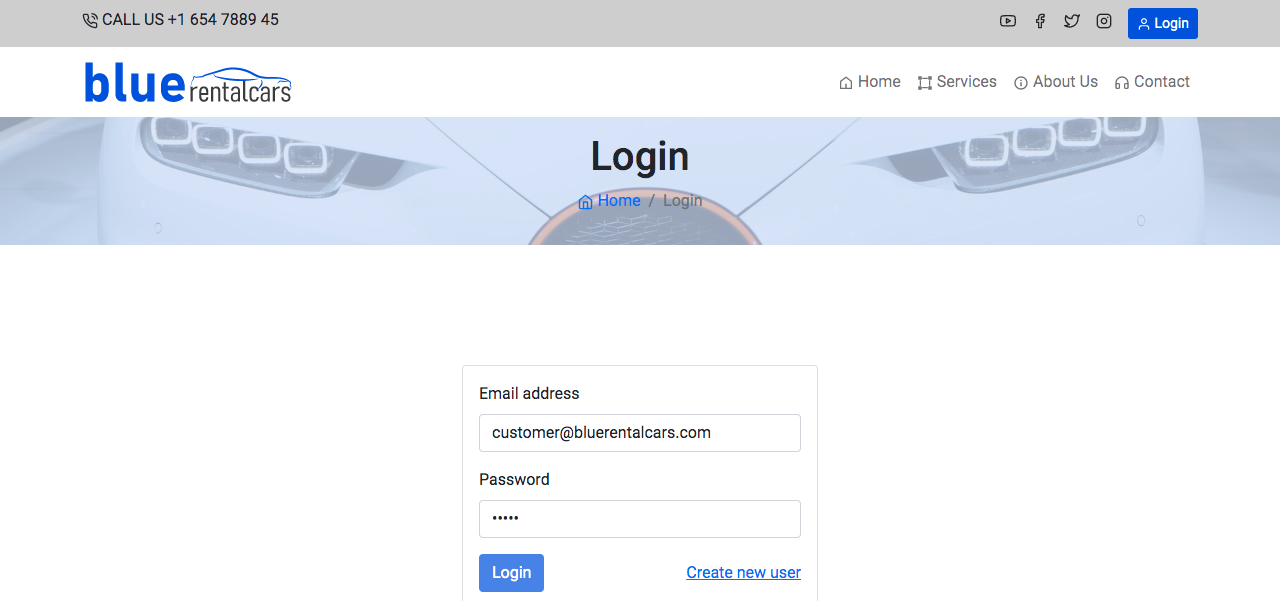 CALL US +1 654 7889 45
Login
blue rentalcars
Home Services About Us Contact
Login
Home / Login
Email address
customer@bluerentalcars.com
Password
•••••
Login Create new user